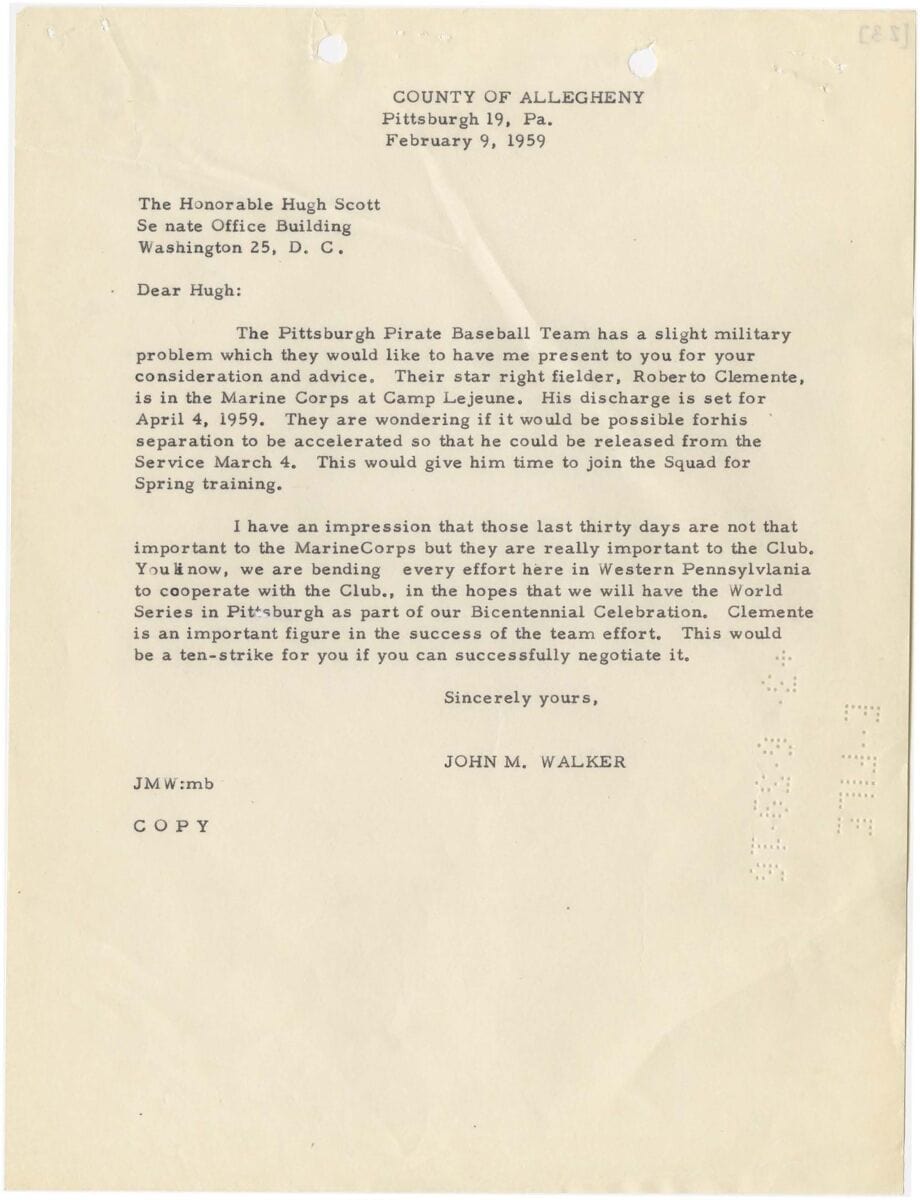 COUNTY OF ALLEGHENY
Pittsburgh 19, Pa.
February 9, 1959
The Honorable Hugh Scott
Se nate Office Building
Washington 25, D. C.
Dear Hugh:
The Pittsburgh Pirate Baseball Team has a slight military
problem which they would like to have me present to you for your
consideration and advice. Their star right fielder, Roberto Clemente,
is in the Marine Corps at Camp Lejeune. His discharge is set for
April 4, 1959. They are wondering if it would be possible forhis
separation to be accelerated so that he could be released from the
Service March 4. This would give him time to join the Squad for
Spring training.
I have an impression that those last thirty days are not that
important to the MarineCorps but they are really important to the Club.
You know, we are bending every effort here in Western Pennsylvlania
to cooperate with the Club., in the hopes that we will have the World
Series in Pittsburgh as part of our Bicentennial Celebration. Clemente
is an important figure in the success of the team effort. This would
be a ten-strike for you if you can successfully negotiate it.
Sincerely yours,
JOHN M. WALKER
JMW:mb
C O P Y
FILE